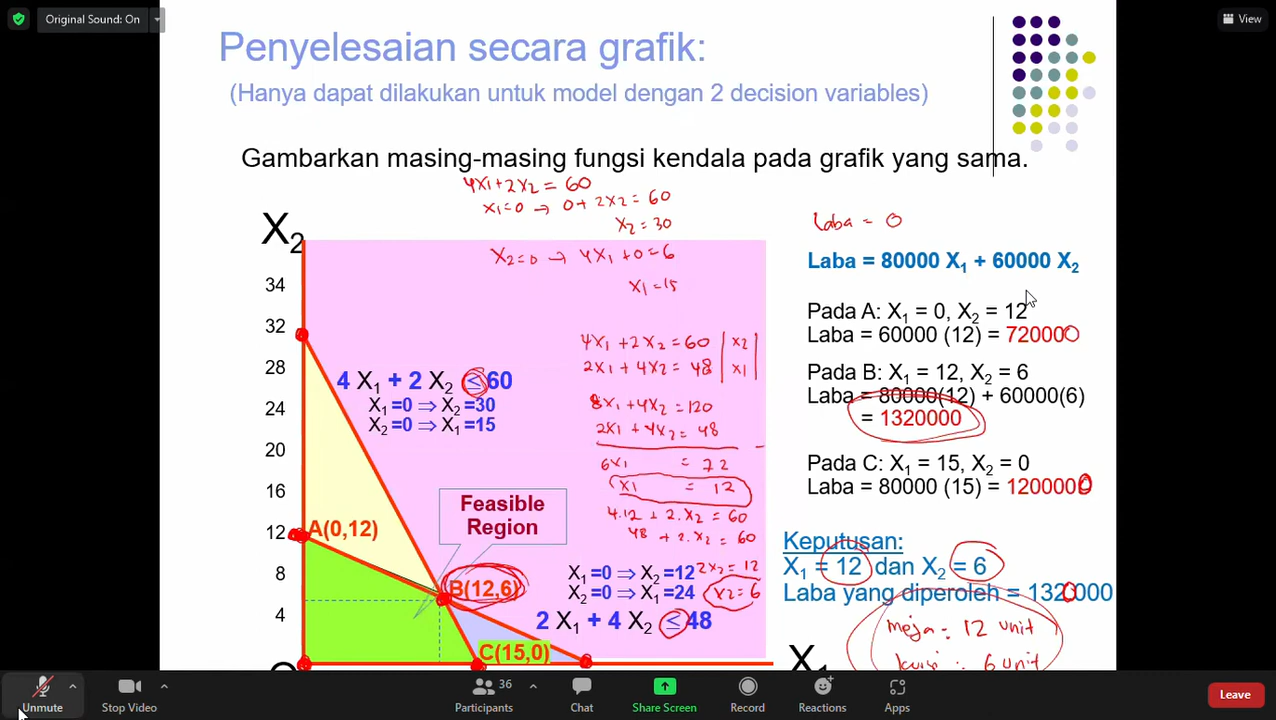 Original Sound: On
View
Penyelesaian secara grafik:
(Hanya dapat dilakukan untuk model dengan 2 decision variables)
Gambarkan masing-masing fungsi kendala pada grafik yang sama.
4x1+2x2 = 60
x1=0 → 0+2x2 = 60
x2 = 30
x2=0 → 4x1+0=6
x1=15
X2
34
32
28
24
20
16
12
8
4
4 X1 + 2 X2 ≤ 60
X1=0 ⇒ X2=30
X2=0 ⇒ X1=15
4x1+2x2 = 60 | x2 |
2x1+4x2 = 48 | x1 |
8x1+4x2 = 120
2x1+4x2 = 48
6x1 = 72
x1 = 12
4.12 + 2.x2 = 60
48 + 2.x2 = 60
2x2 = 12
x2 = 6
Feasible
Region
A(0,12)
B(12,6)
C(15,0)
X1=0 ⇒ X2=12
X2=0 ⇒ X1=24
2 X1 + 4 X2 ≤ 48
X1
Laba = 0
Laba = 80000 X1 + 60000 X2
Pada A: X1 = 0, X2 = 12
Laba = 60000 (12) = 720000
Pada B: X1 = 12, X2 = 6
Laba = 80000(12) + 60000(6)
= 1320000
Pada C: X1 = 15, X2 = 0
Laba = 80000 (15) = 1200000
Keputusan:
X1 = 12 dan X2 = 6
Laba yang diperoleh = 1320000
meja = 12 unit
kursi = 6 unit
Unmute
Stop Video
36
Participants
Chat
Share Screen
Record
Reactions
Apps
Leave